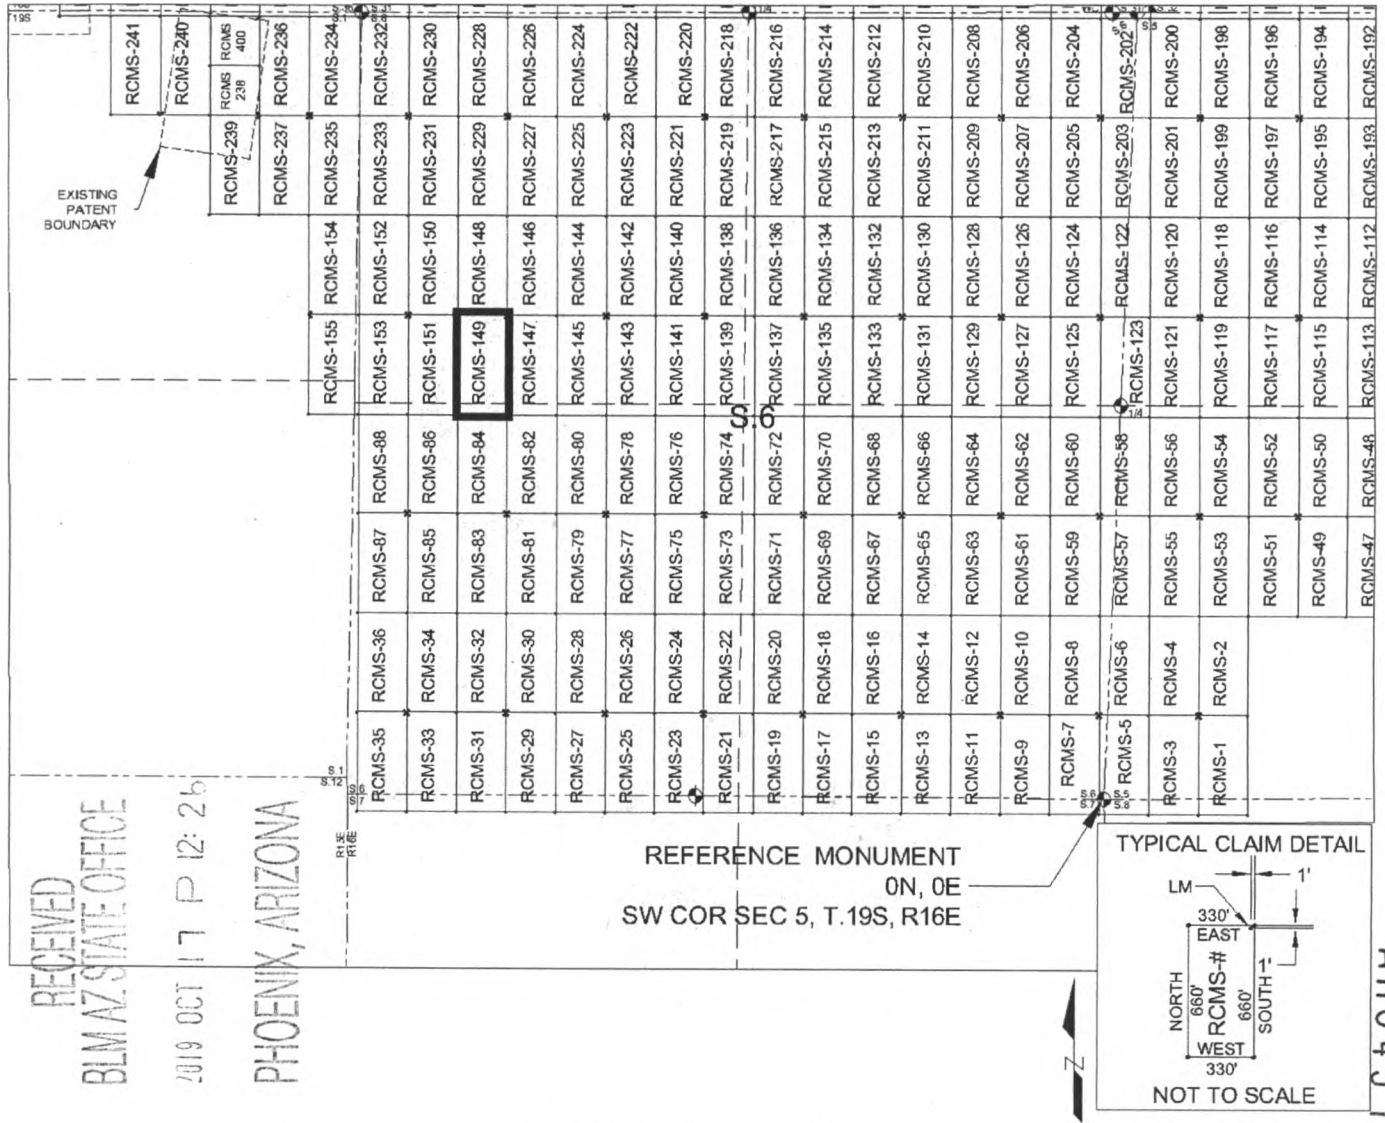 19S
S.1
1/4
S.6
S.5
RCMS-241
RCMS-240
RCMS
400
RCMS
238
RCMS-236
RCMS-234
RCMS-232
RCMS-230
RCMS-228
RCMS-226
RCMS-224
RCMS-222
RCMS-220
RCMS-218
RCMS-216
RCMS-214
RCMS-212
RCMS-210
RCMS-208
RCMS-206
RCMS-204
RCMS-202
RCMS-200
RCMS-198
RCMS-196
RCMS-194
RCMS-192
RCMS-239
RCMS-237
RCMS-235
RCMS-233
RCMS-231
RCMS-229
RCMS-227
RCMS-225
RCMS-223
RCMS-221
RCMS-219
RCMS-217
RCMS-215
RCMS-213
RCMS-211
RCMS-209
RCMS-207
RCMS-205
RCMS-203
RCMS-201
RCMS-199
RCMS-197
RCMS-195
RCMS-193
EXISTING
PATENT
BOUNDARY
RCMS-154
RCMS-152
RCMS-150
RCMS-148
RCMS-146
RCMS-144
RCMS-142
RCMS-140
RCMS-138
RCMS-136
RCMS-134
RCMS-132
RCMS-130
RCMS-128
RCMS-126
RCMS-124
RCMS-122
RCMS-120
RCMS-118
RCMS-116
RCMS-114
RCMS-112
RCMS-155
RCMS-153
RCMS-151
RCMS-149
RCMS-147
RCMS-145
RCMS-143
RCMS-141
RCMS-139
RCMS-137
RCMS-135
RCMS-133
RCMS-131
RCMS-129
RCMS-127
RCMS-125
RCMS-123
RCMS-121
RCMS-119
RCMS-117
RCMS-115
RCMS-113
S.6
1/4
RCMS-88
RCMS-86
RCMS-84
RCMS-82
RCMS-80
RCMS-78
RCMS-76
RCMS-74
RCMS-72
RCMS-70
RCMS-68
RCMS-66
RCMS-64
RCMS-62
RCMS-60
RCMS-58
RCMS-56
RCMS-54
RCMS-52
RCMS-50
RCMS-48
RCMS-87
RCMS-85
RCMS-83
RCMS-81
RCMS-79
RCMS-77
RCMS-75
RCMS-73
RCMS-71
RCMS-69
RCMS-67
RCMS-65
RCMS-63
RCMS-61
RCMS-59
RCMS-57
RCMS-55
RCMS-53
RCMS-51
RCMS-49
RCMS-47
RCMS-36
RCMS-34
RCMS-32
RCMS-30
RCMS-28
RCMS-26
RCMS-24
RCMS-22
RCMS-20
RCMS-18
RCMS-16
RCMS-14
RCMS-12
RCMS-10
RCMS-8
RCMS-6
RCMS-4
RCMS-2
RCMS-35
RCMS-33
RCMS-31
RCMS-29
RCMS-27
RCMS-25
RCMS-23
RCMS-21
RCMS-19
RCMS-17
RCMS-15
RCMS-13
RCMS-11
RCMS-9
RCMS-7
RCMS-5
RCMS-3
RCMS-1
S.1
S.12
S.6
S.7
S.6 S.5
S.7 S.8
R15E
R16E
RECEIVED
BLM AZ STATE OFFICE
2019 OCT 17 P 12: 26
PHOENIX, ARIZONA
REFERENCE MONUMENT
0N, 0E
SW COR SEC 5, T.19S, R16E
N
TYPICAL CLAIM DETAIL
LM
1'
330'
EAST
1'
NORTH
660'
RCMS-#
660'
SOUTH
WEST
330'
NOT TO SCALE